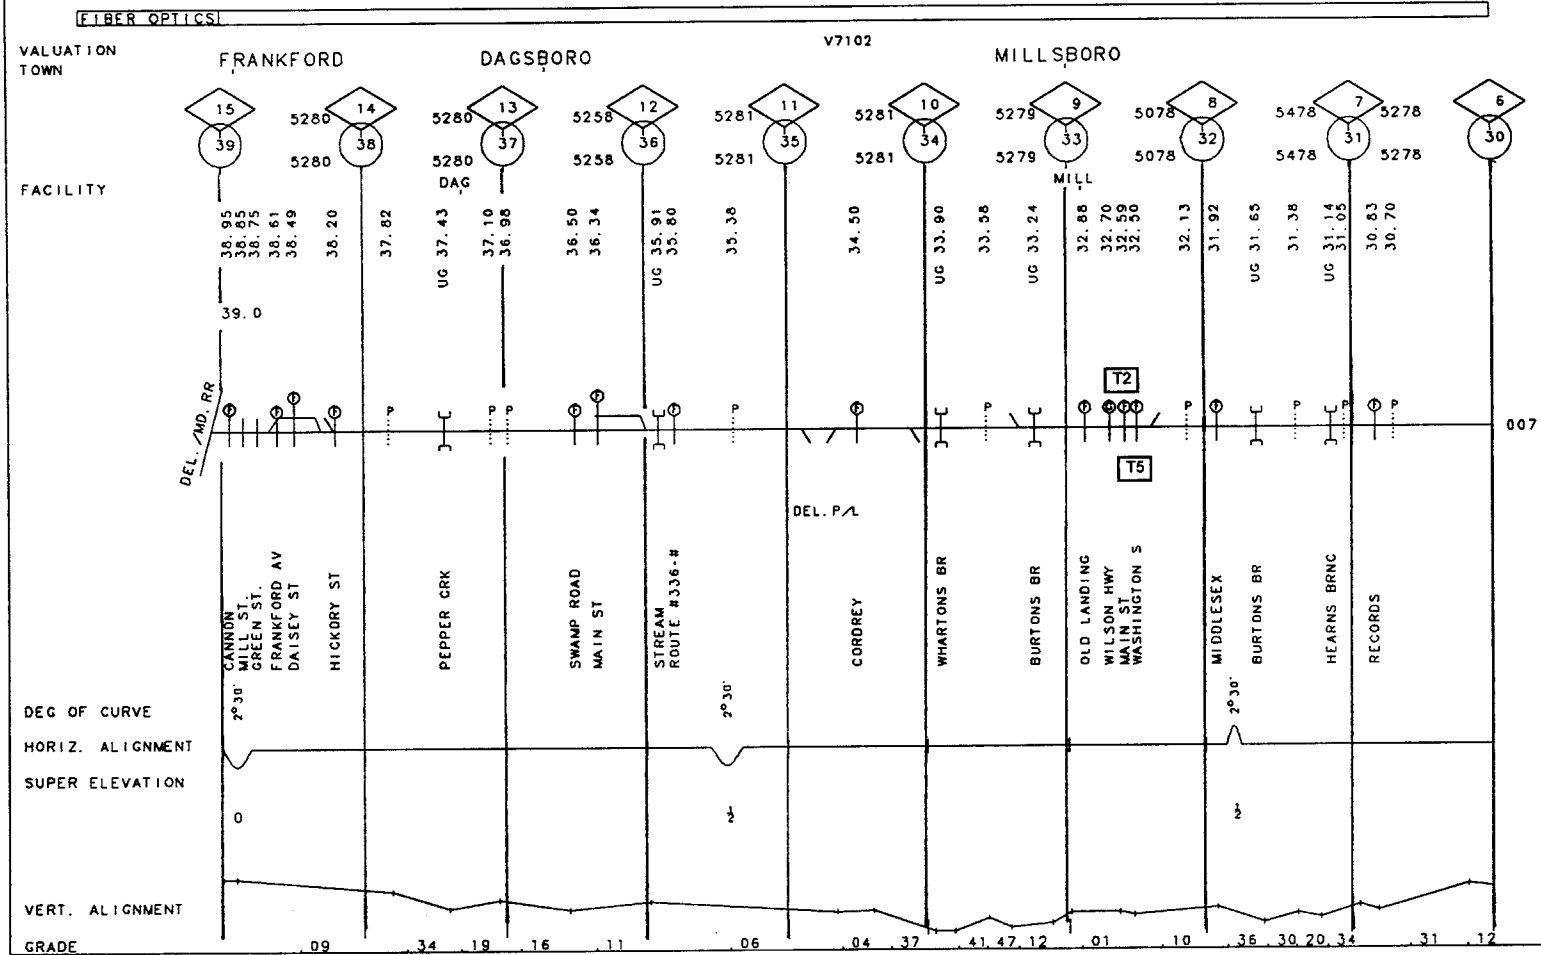 FIBER OPTICS
VALUATION
TOWN
V7102
FRANKFORD DAGSBORO MILLSBORO
15 14 13 12 11 10 9 8 7 6
5280 5280 5258 5281 5281 5279 5078 5478 5278
39 38 37 36 35 34 33 32 31 30
5280 5280 5258 5281 5281 5279 5078 5478 5278
FACILITY
DAG MILL
38.95
38.85
38.75
38.61
38.49
38.20
37.82
UG 37.43
37.10
36.98
36.50
36.34
UG 35.91
35.80
35.38
34.50
UG 33.90
33.58
UG 33.24
32.88
32.70
32.59
32.50
32.13
31.92
UG 31.65
31.38
UG 31.14
31.05
30.83
30.70
39.0
DEL./MD. RR
T2
F F F F P P P F F F P F P F G F F P F P P F P
007
T5
DEL. P/L
CANNON
MILL ST.
GREEN ST.
FRANKFORD AV
DAISEY ST
HICKORY ST
PEPPER CRK
SWAMP ROAD
MAIN ST
STREAM
ROUTE #336-#
CORDREY
WHARTONS BR
BURTONS BR
OLD LANDING
WILSON HWY
MAIN ST
WASHINGTON S
MIDDLESEX
BURTONS BR
HEARNS BRNC
RECORDS
DEG OF CURVE 2°30' 2°30' 2°30'
HORIZ. ALIGNMENT
SUPER ELEVATION
0 ½ ½
VERT. ALIGNMENT
GRADE .09 .34 .19 .16 .11 .06 .04 .37 .41 .47 .12 .01 .10 .36 .30 .20 .34 .31 .12